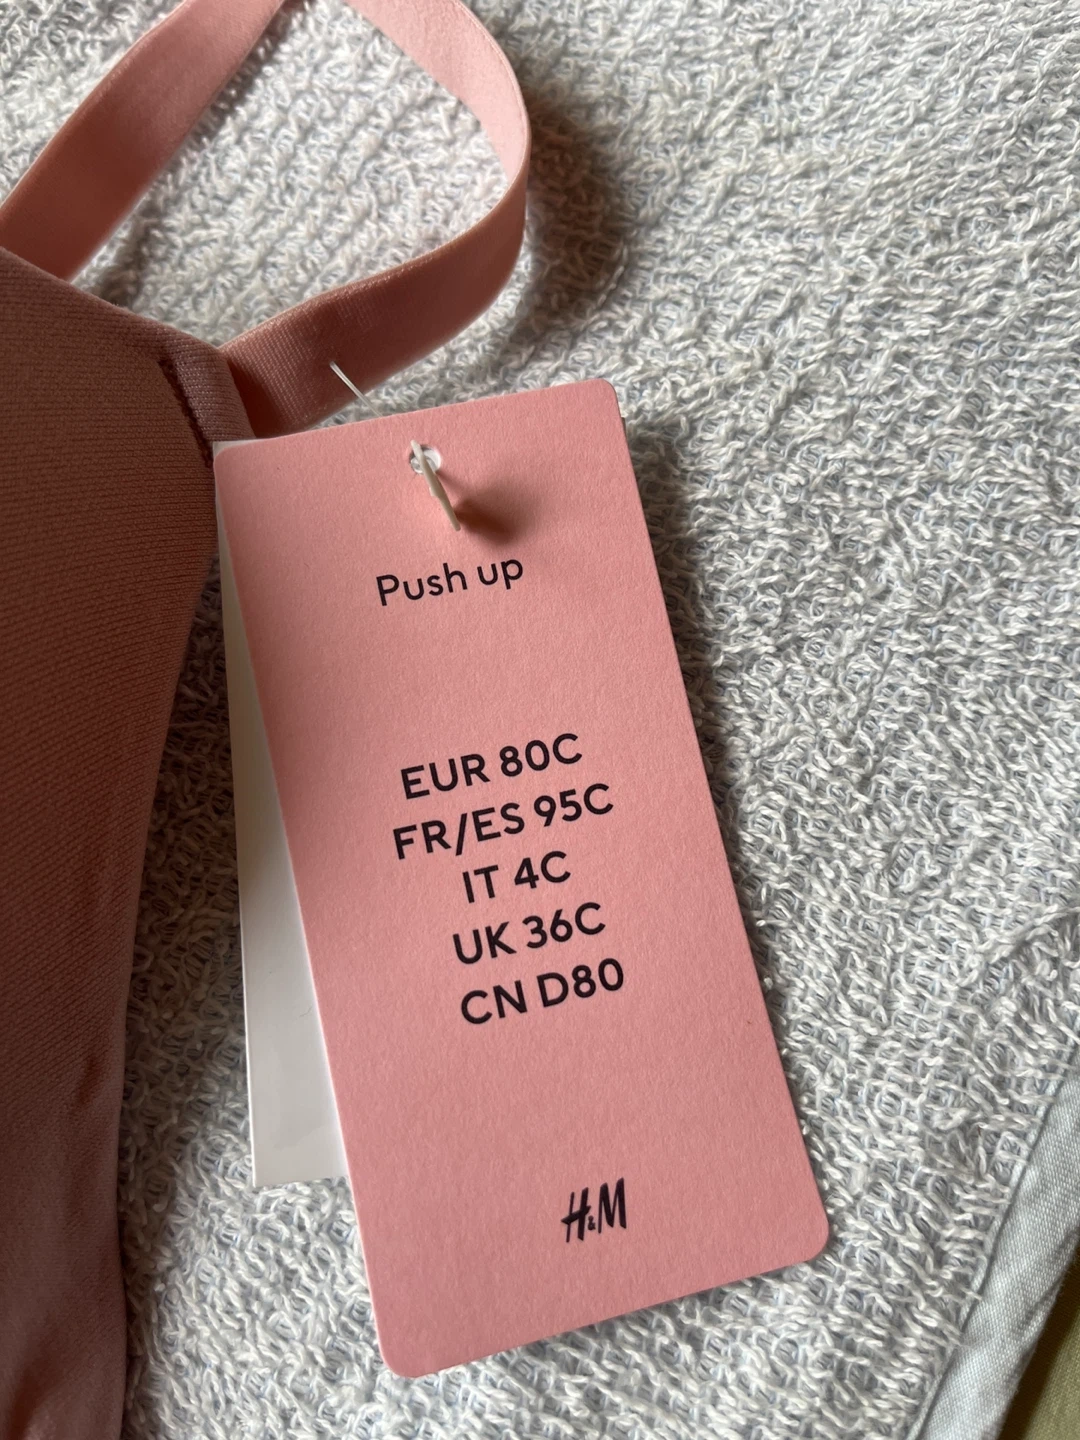 Push up
EUR 80C
FR/ES 95C
IT 4C
UK 36C
CN D80
H&M